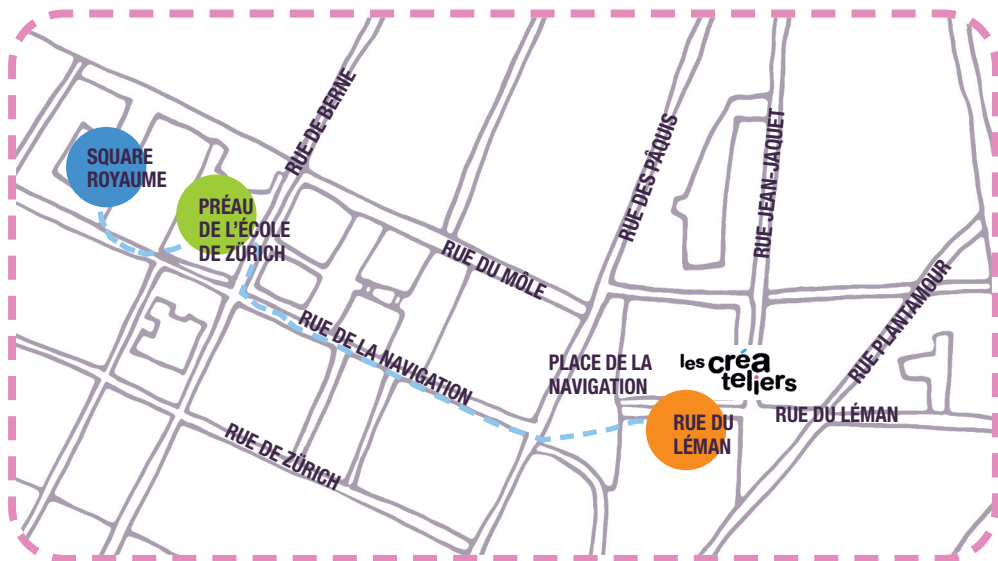 SQUARE
ROYAUME
PRÉAU
DE L'ÉCOLE
DE ZÜRICH
RUE DE BERNE
RUE DU MÔLE
RUE DES PÂQUIS
RUE JEAN-JAQUET
RUE PLANTAMOUR
RUE DE LA NAVIGATION
RUE DE ZÜRICH
PLACE DE LA
NAVIGATION
les créa
teliers
RUE DU
LÉMAN
RUE DU LÉMAN